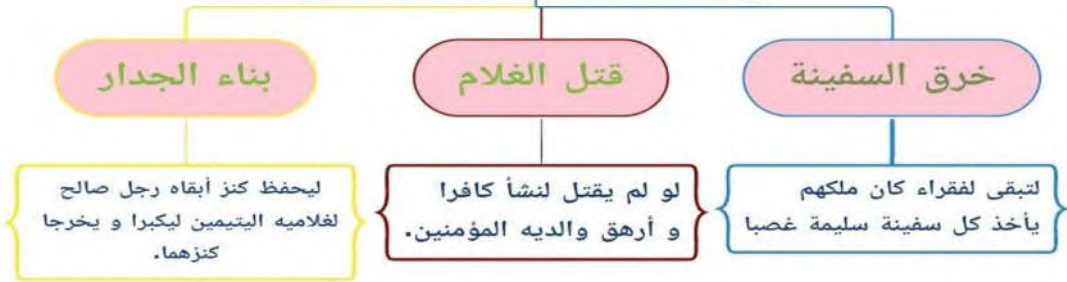 خرق السفينة
قتل الغلام
بناء الجدار
لتبقى لفقراء كان ملكهم
يأخذ كل سفينة سليمة غصبا
لو لم يقتل لنشأ كافرا
و أرهق والديه المؤمنين.
ليحفظ كنز أبقاه رجل صالح
لغلاميه اليتيمين ليكبرا و يخرجا
كنزهما.